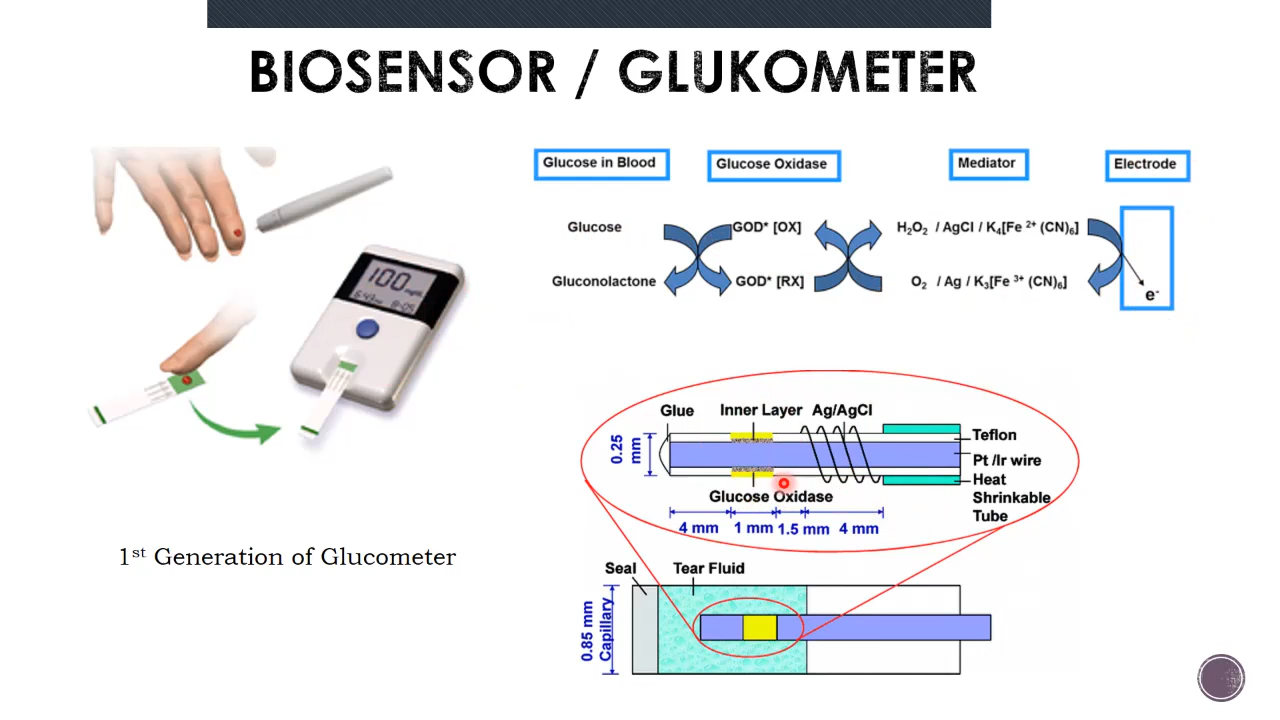 BIOSENSOR / GLUKOMETER
Glucose in Blood
Glucose Oxidase
Mediator
Electrode
Glucose
GOD* [OX]
H₂O₂ / AgCl / K₄[Fe ²⁺ (CN)₆]
Gluconolactone
GOD* [RX]
O₂ / Ag / K₃[Fe ³⁺ (CN)₆]
e⁻
100
Glue
Inner Layer
Ag/AgCl
0.25
mm
Teflon
Pt /Ir wire
Heat
Shrinkable
Tube
Glucose Oxidase
4 mm
1 mm
1.5 mm
4 mm
1ˢᵗ Generation of Glucometer
Seal
Tear Fluid
0.85 mm
Capillary